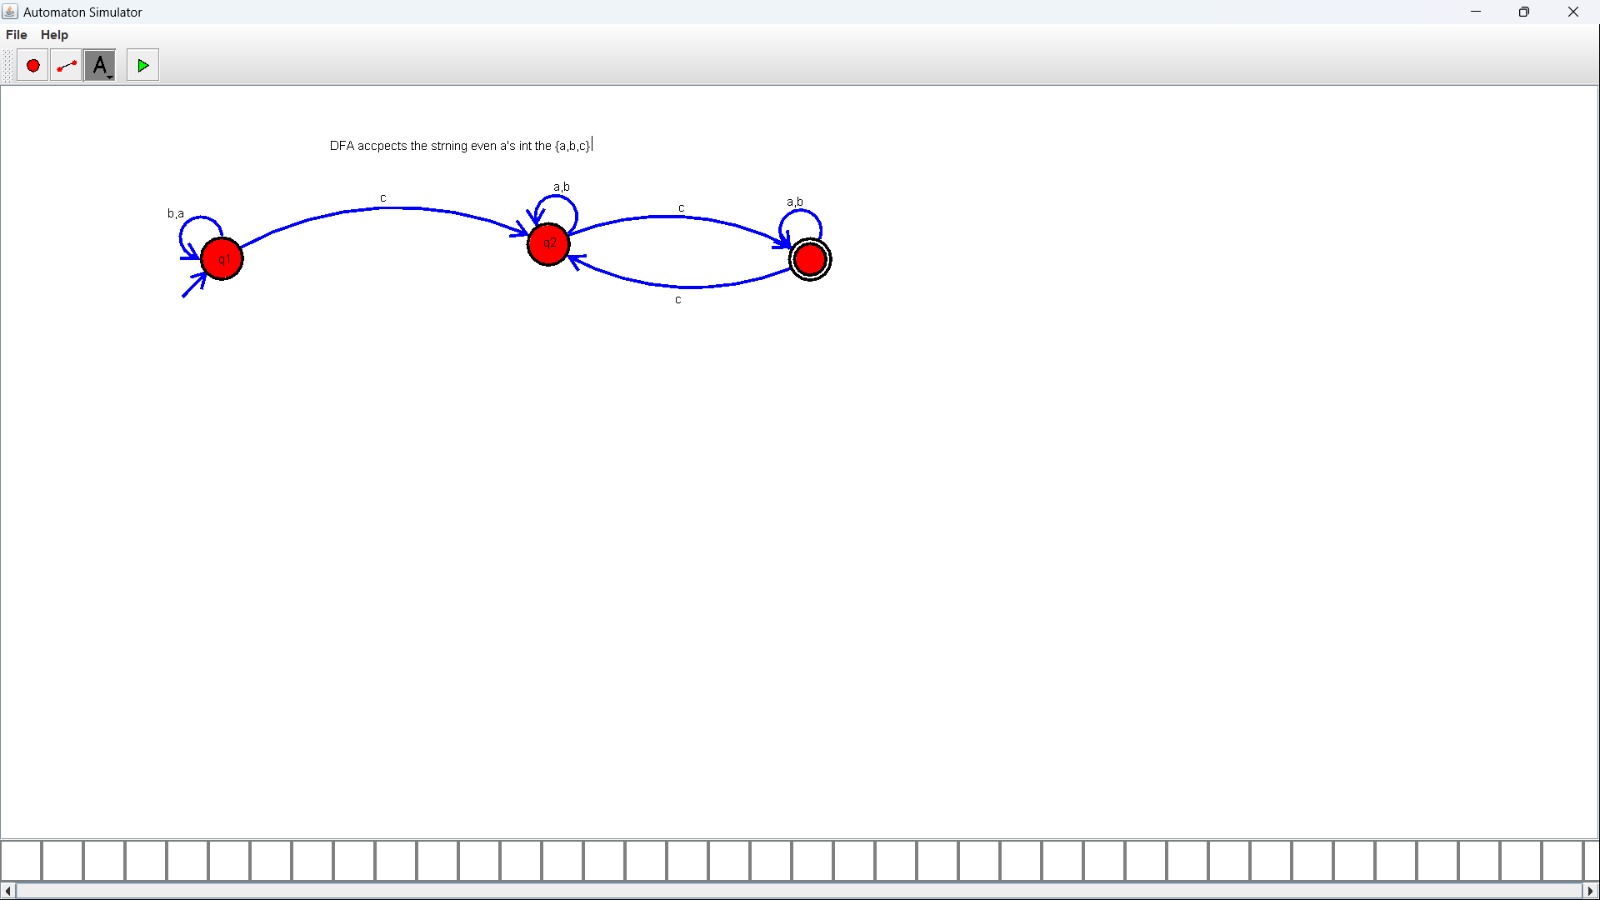 Automaton Simulator
File Help
A
DFA accpects the strning even a's int the {a,b,c}
a,b
c
a,b
b,a
c
q1
q2
c